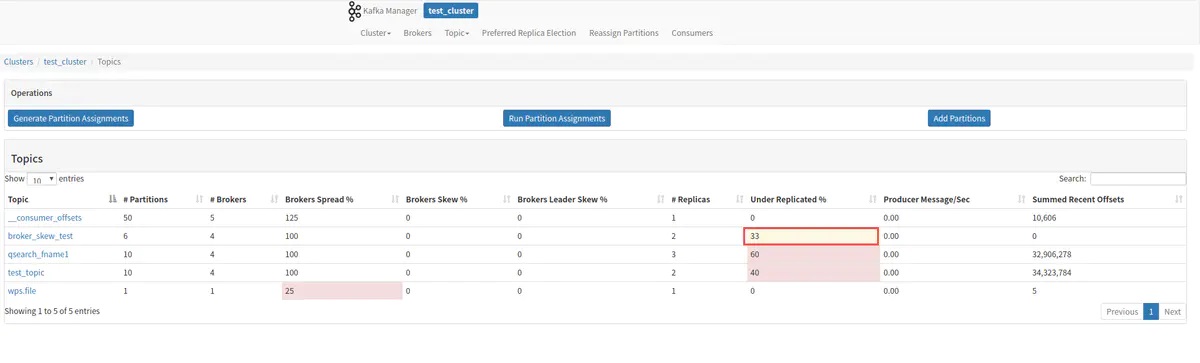 Kafka Manager test_cluster
Cluster Brokers Topic Preferred Replica Election Reassign Partitions Consumers
Clusters / test_cluster / Topics
Operations
Generate Partition Assignments Run Partition Assignments Add Partitions
Topics
Show 10 entries Search:
Topic # Partitions # Brokers Brokers Spread % Brokers Skew % Brokers Leader Skew % # Replicas Under Replicated % Producer Message/Sec Summed Recent Offsets
__consumer_offsets 50 5 125 0 0 1 0 0.00 10,606
broker_skew_test 6 4 100 0 0 2 33 0.00 0
qsearch_fname1 10 4 100 0 0 3 60 0.00 32,906,278
test_topic 10 4 100 0 0 2 40 0.00 34,323,784
wps.file 1 1 25 0 0 1 0 0.00 5
Showing 1 to 5 of 5 entries Previous 1 Next